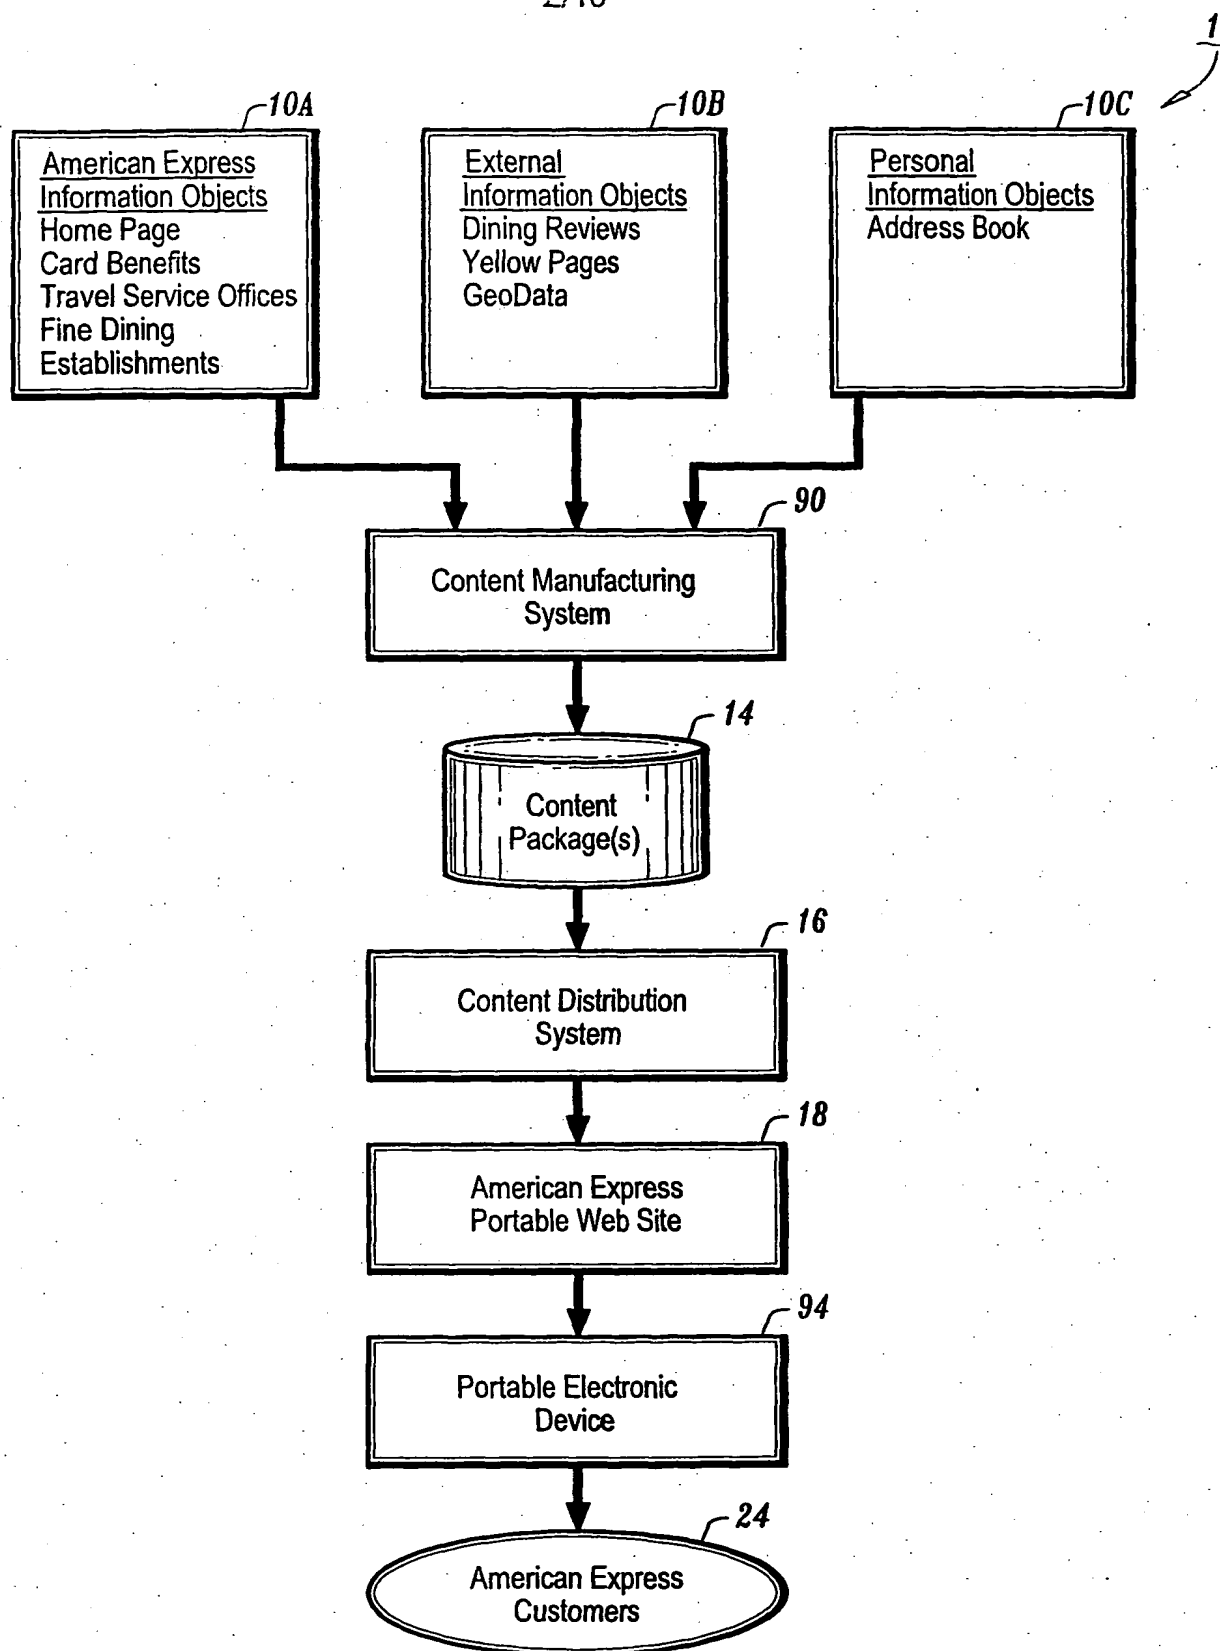 1
10A
10B
10C
American Express
Information Objects
Home Page
Card Benefits
Travel Service Offices
Fine Dining
Establishments
External
Information Objects
Dining Reviews
Yellow Pages
GeoData
Personal
Information Objects
Address Book
90
Content Manufacturing
System
14
Content
Package(s)
16
Content Distribution
System
18
American Express
Portable Web Site
94
Portable Electronic
Device
24
American Express
Customers